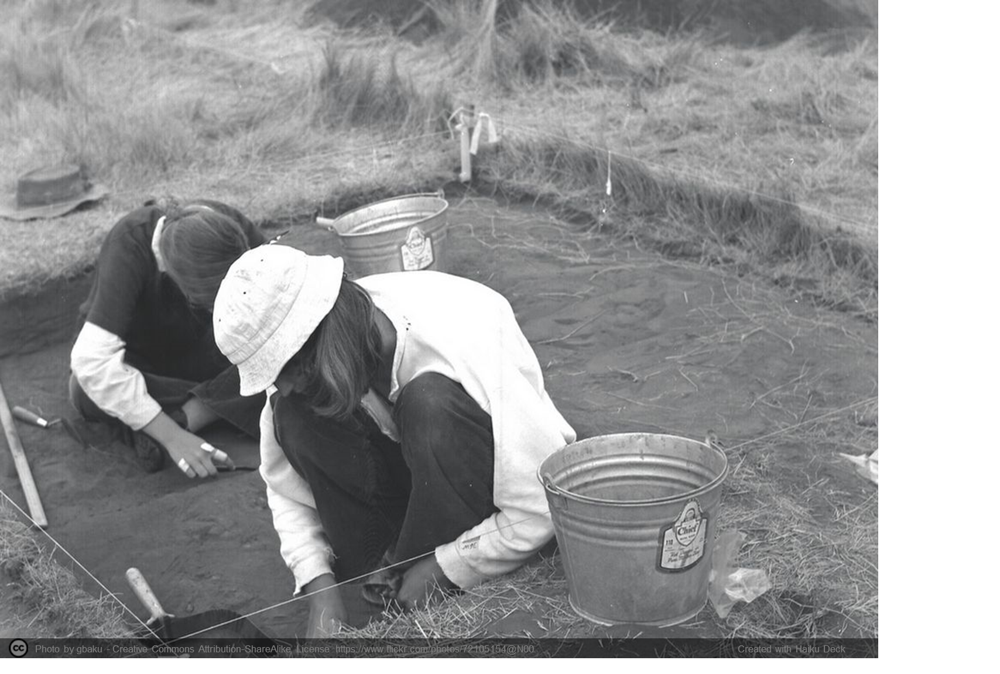 Chief
Chief
110
Photo by gbaku - Creative Commons Attribution-ShareAlike License https://www.flickr.com/photos/72105154@N00
Created with Haiku Deck